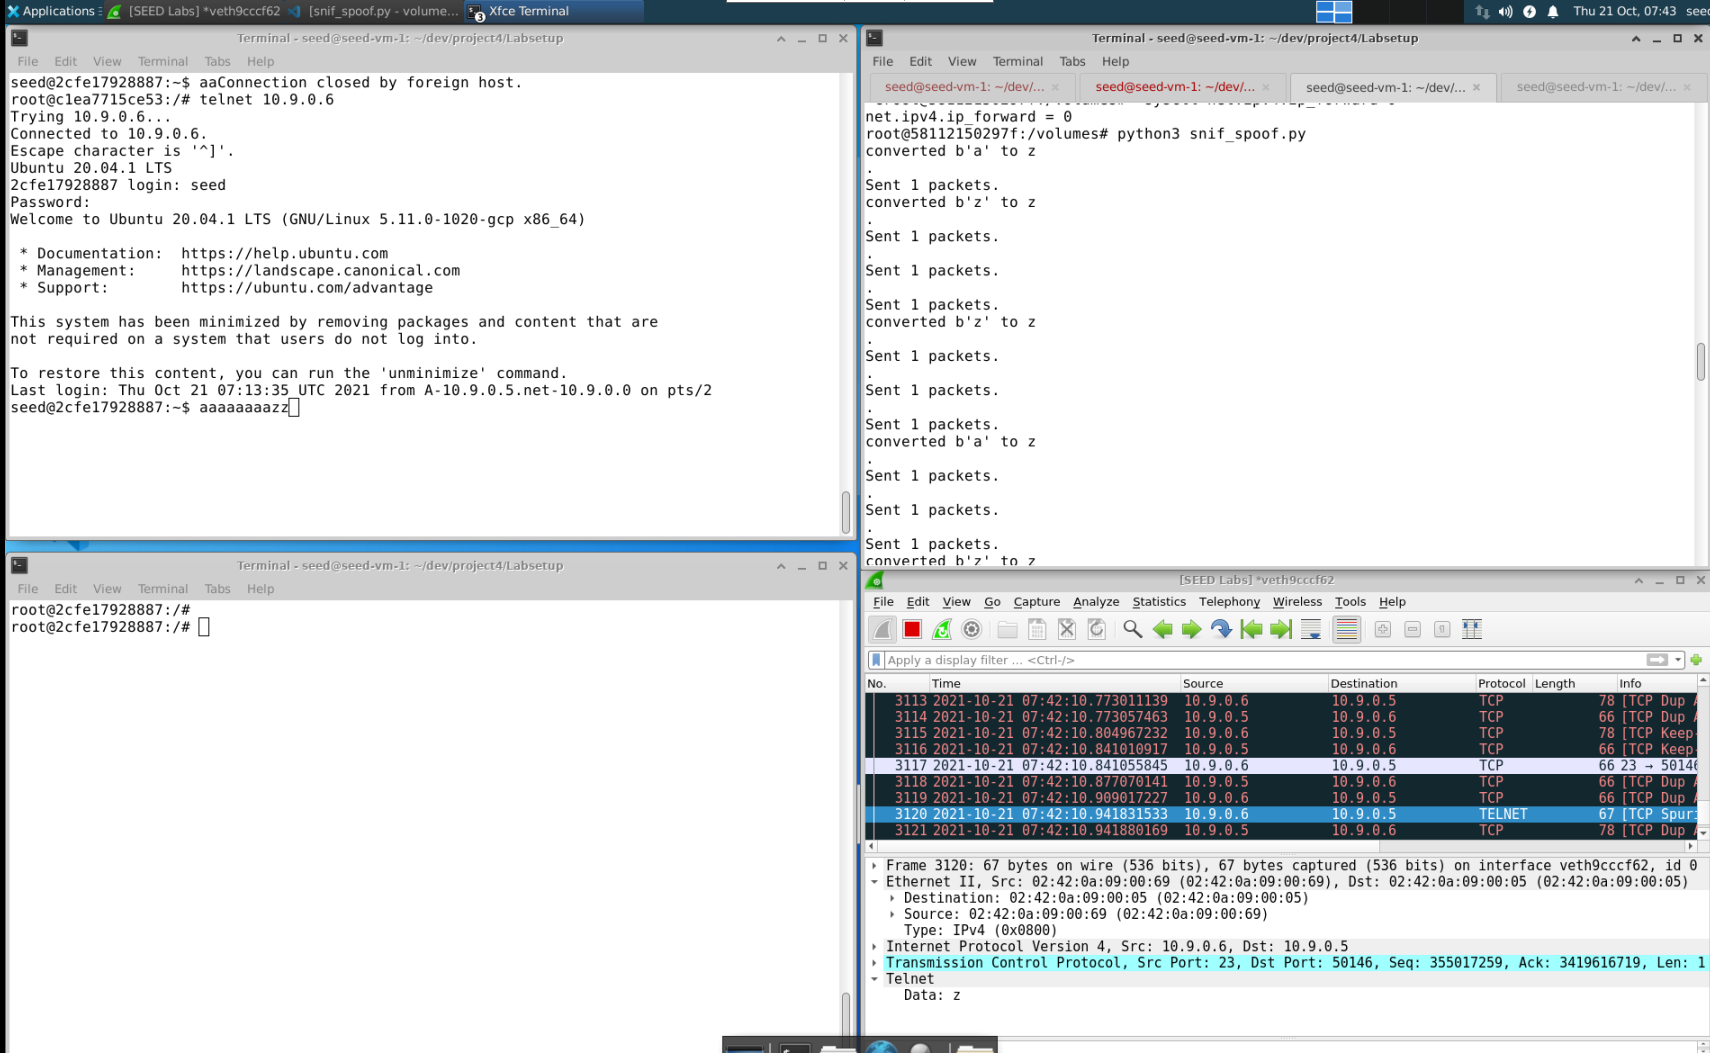 Applications
[SEED Labs] *veth9cccf62
[snif_spoof.py - volume...
Xfce Terminal
3
Thu 21 Oct, 07:43
Terminal - seed@seed-vm-1: ~/dev/project4/Labsetup
File Edit View Terminal Tabs Help
seed@2cfe17928887:~$ aaConnection closed by foreign host.
root@c1ea7715ce53:/# telnet 10.9.0.6
Trying 10.9.0.6...
Connected to 10.9.0.6.
Escape character is '^]'.
Ubuntu 20.04.1 LTS
2cfe17928887 login: seed
Password:
Welcome to Ubuntu 20.04.1 LTS (GNU/Linux 5.11.0-1020-gcp x86_64)
* Documentation: https://help.ubuntu.com
* Management: https://landscape.canonical.com
* Support: https://ubuntu.com/advantage
This system has been minimized by removing packages and content that are
not required on a system that users do not log into.
To restore this content, you can run the 'unminimize' command.
Last login: Thu Oct 21 07:13:35 UTC 2021 from A-10.9.0.5.net-10.9.0.0 on pts/2
seed@2cfe17928887:~$ aaaaaaaazz
Terminal - seed@seed-vm-1: ~/dev/project4/Labsetup
File Edit View Terminal Tabs Help
root@2cfe17928887:/#
root@2cfe17928887:/#
Terminal - seed@seed-vm-1: ~/dev/project4/Labsetup
File Edit View Terminal Tabs Help
seed@seed-vm-1: ~/dev/... seed@seed-vm-1: ~/dev/... seed@seed-vm-1: ~/dev/... seed@seed-vm-1: ~/dev/...
net.ipv4.ip_forward = 0
root@58112150297f:/volumes# python3 snif_spoof.py
converted b'a' to z
.
Sent 1 packets.
converted b'z' to z
.
Sent 1 packets.
.
Sent 1 packets.
.
Sent 1 packets.
converted b'z' to z
.
Sent 1 packets.
.
Sent 1 packets.
.
Sent 1 packets.
converted b'a' to z
.
Sent 1 packets.
.
Sent 1 packets.
.
Sent 1 packets.
converted b'z' to z
[SEED Labs] *veth9cccf62
File Edit View Go Capture Analyze Statistics Telephony Wireless Tools Help
Apply a display filter ... <Ctrl-/>
No. Time Source Destination Protocol Length Info
3113 2021-10-21 07:42:10.773011139 10.9.0.6 10.9.0.5 TCP 78 [TCP Dup
3114 2021-10-21 07:42:10.773057463 10.9.0.5 10.9.0.6 TCP 66 [TCP Dup
3115 2021-10-21 07:42:10.804967232 10.9.0.6 10.9.0.5 TCP 78 [TCP Keep-
3116 2021-10-21 07:42:10.841010917 10.9.0.5 10.9.0.6 TCP 66 [TCP Keep-
3117 2021-10-21 07:42:10.841055845 10.9.0.6 10.9.0.5 TCP 66 23 → 50146
3118 2021-10-21 07:42:10.877070141 10.9.0.5 10.9.0.6 TCP 66 [TCP Dup
3119 2021-10-21 07:42:10.909017227 10.9.0.6 10.9.0.5 TCP 66 [TCP Dup
3120 2021-10-21 07:42:10.941831533 10.9.0.6 10.9.0.5 TELNET 67 [TCP Spur
3121 2021-10-21 07:42:10.941880169 10.9.0.5 10.9.0.6 TCP 78 [TCP Dup
Frame 3120: 67 bytes on wire (536 bits), 67 bytes captured (536 bits) on interface veth9cccf62, id 0
Ethernet II, Src: 02:42:0a:09:00:69 (02:42:0a:09:00:69), Dst: 02:42:0a:09:00:05 (02:42:0a:09:00:05)
Destination: 02:42:0a:09:00:05 (02:42:0a:09:00:05)
Source: 02:42:0a:09:00:69 (02:42:0a:09:00:69)
Type: IPv4 (0x0800)
Internet Protocol Version 4, Src: 10.9.0.6, Dst: 10.9.0.5
Transmission Control Protocol, Src Port: 23, Dst Port: 50146, Seq: 355017259, Ack: 3419616719, Len: 1
Telnet
Data: z